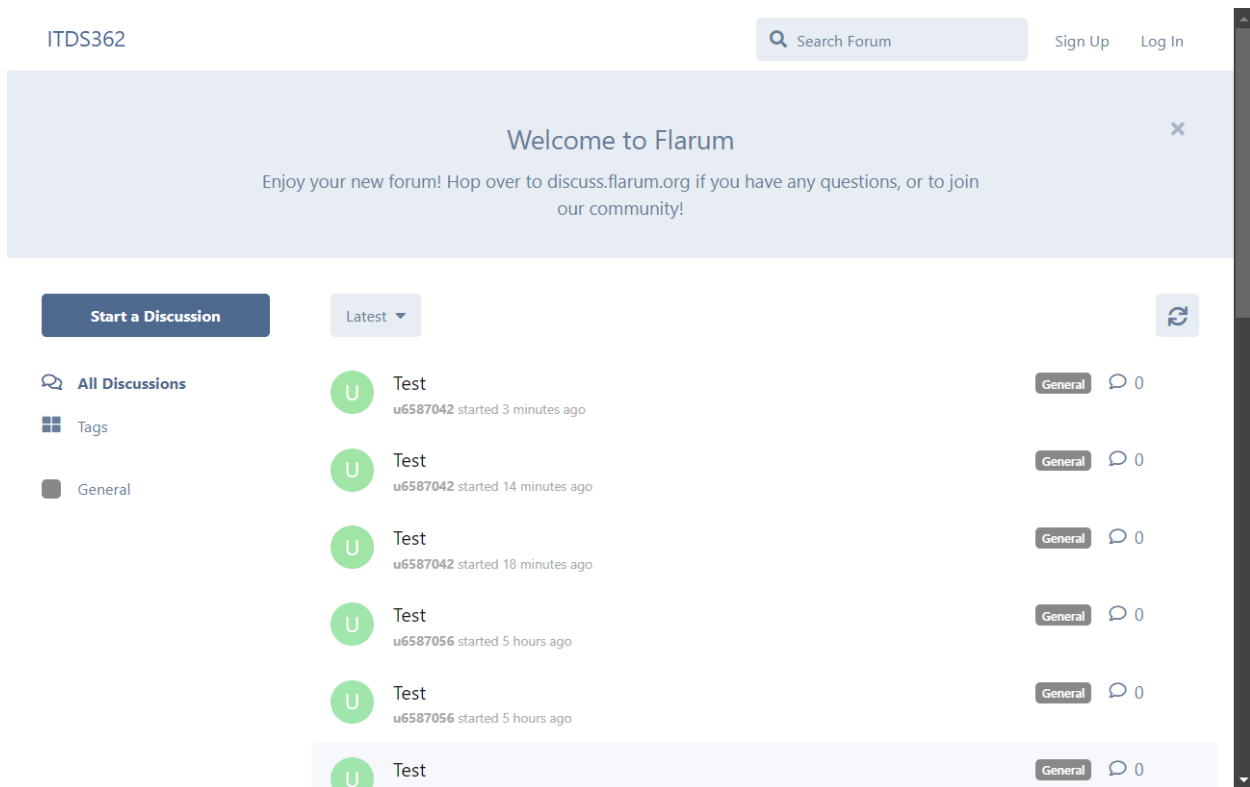 ITDS362
Search Forum
Sign Up
Log In
Welcome to Flarum
Enjoy your new forum! Hop over to discuss.flarum.org if you have any questions, or to join
our community!
Start a Discussion
Latest
All Discussions
Tags
General
U
Test
General 0
u6587042 started 3 minutes ago
U
Test
General 0
u6587042 started 14 minutes ago
U
Test
General 0
u6587042 started 18 minutes ago
U
Test
General 0
u6587056 started 5 hours ago
U
Test
General 0
u6587056 started 5 hours ago
U
Test
General 0